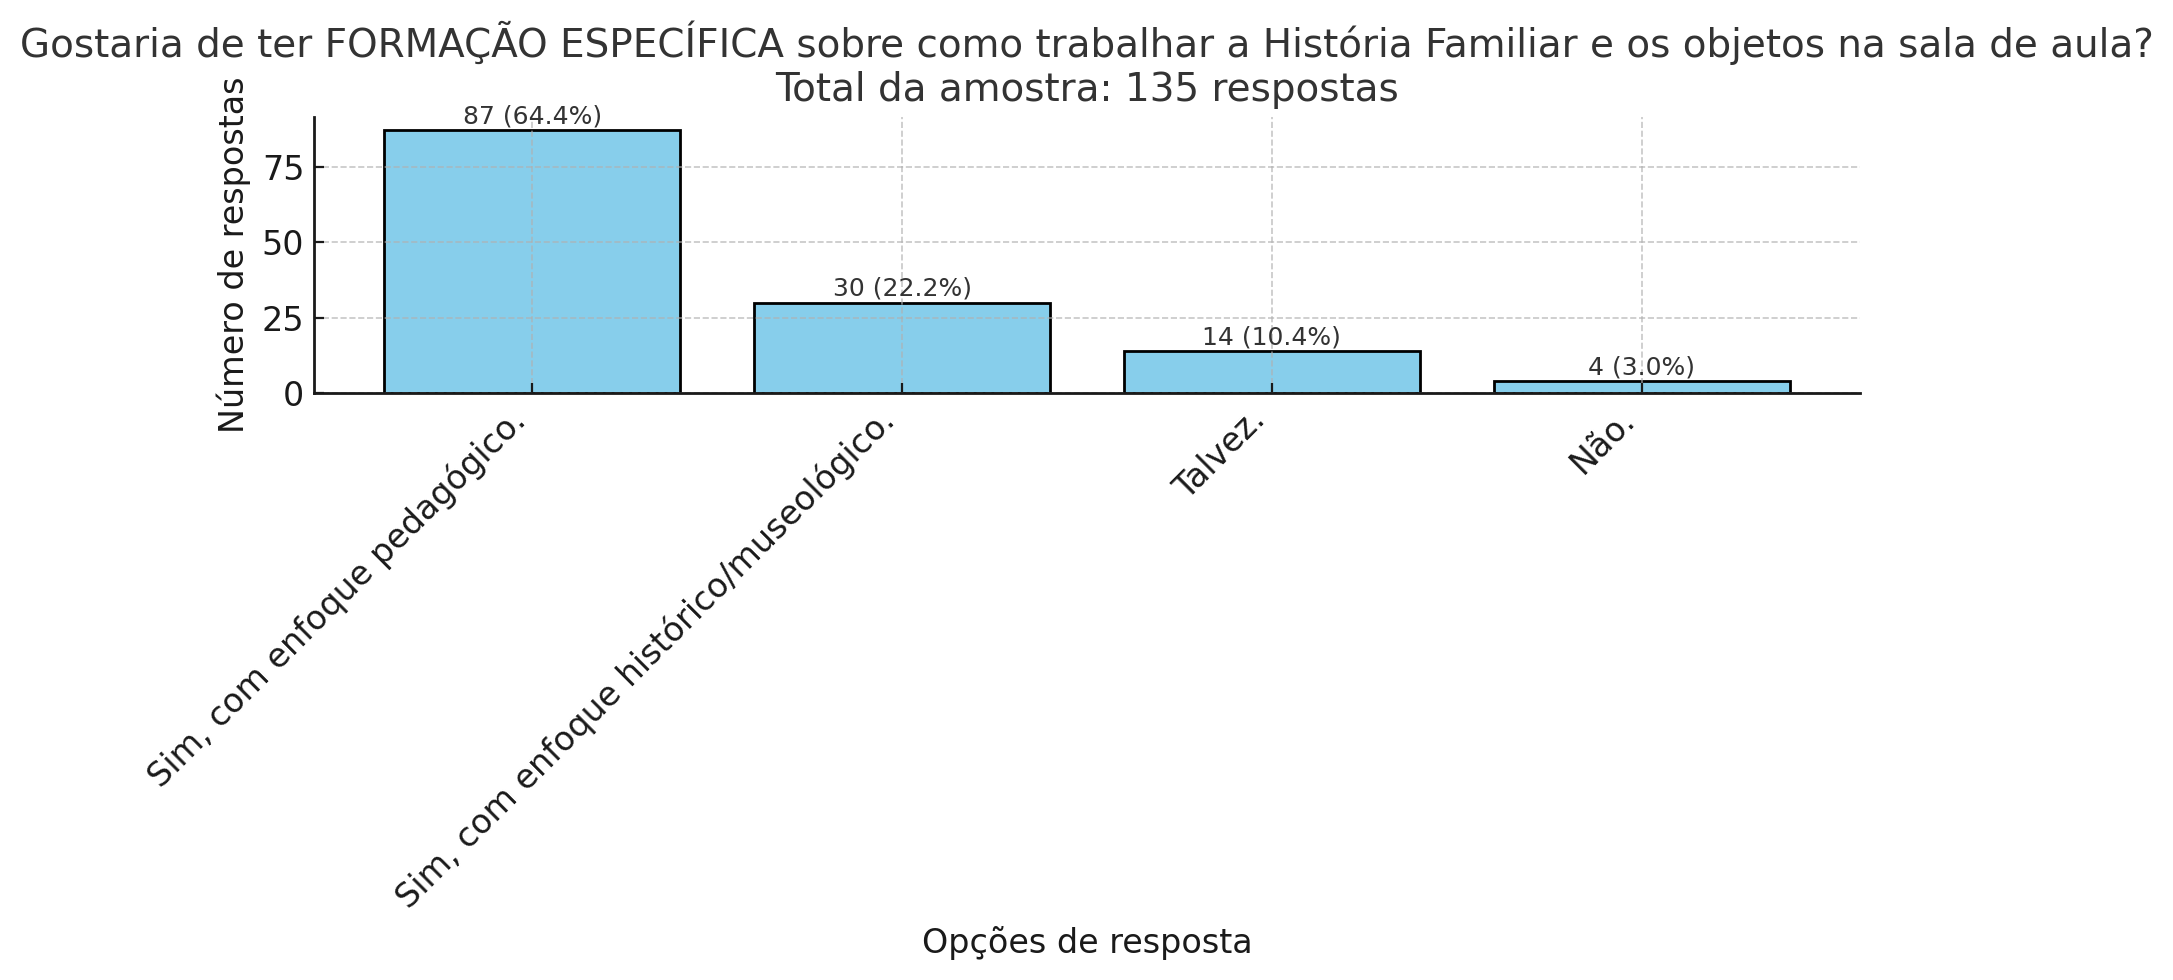 Gostaria de ter FORMAÇÃO ESPECÍFICA sobre como trabalhar a História Familiar e os objetos na sala de aula?
Total da amostra: 135 respostas
Número de respostas
75
50
25
0
87 (64.4%)
30 (22.2%)
14 (10.4%)
4 (3.0%)
Sim, com enfoque pedagógico.
Sim, com enfoque histórico/museológico.
Talvez.
Não.
Opções de resposta